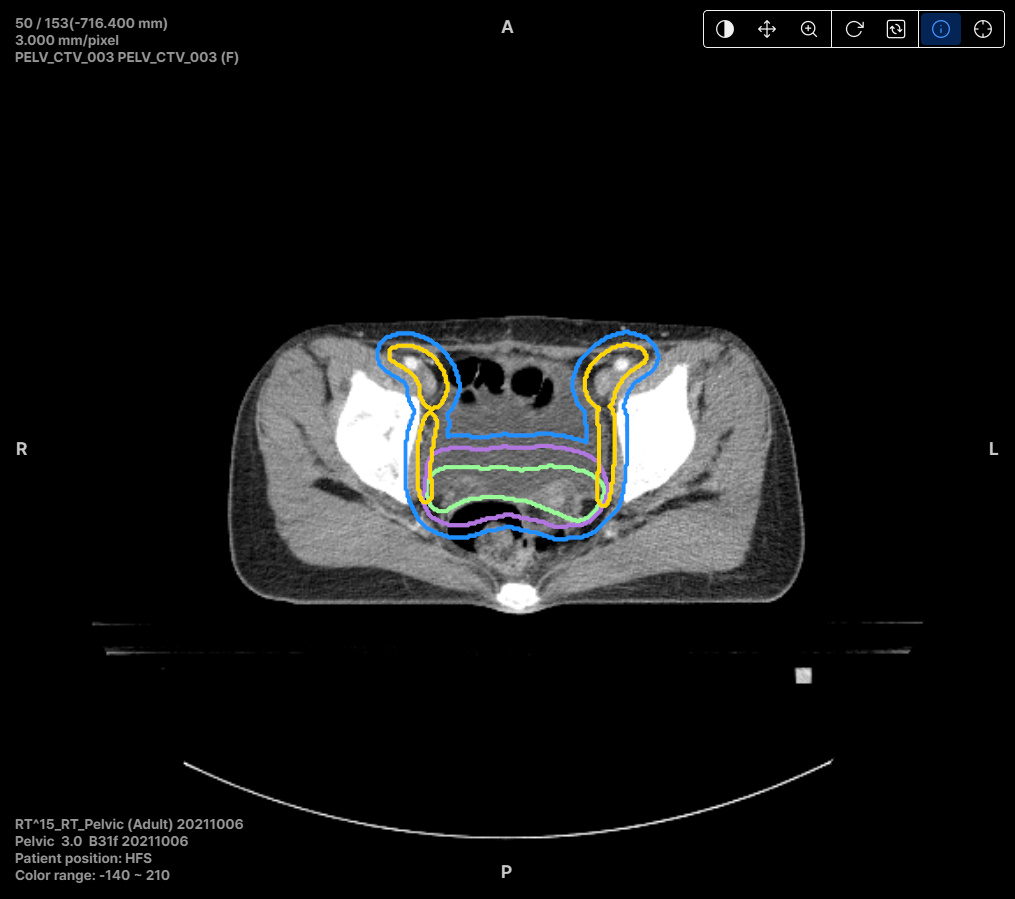 50 / 153(-716.400 mm)
3.000 mm/pixel
PELV_CTV_003 PELV_CTV_003 (F)
A
R
L
RT^15_RT_Pelvic (Adult) 20211006
Pelvic  3.0  B31f 20211006
Patient position: HFS
Color range: -140 ~ 210
P